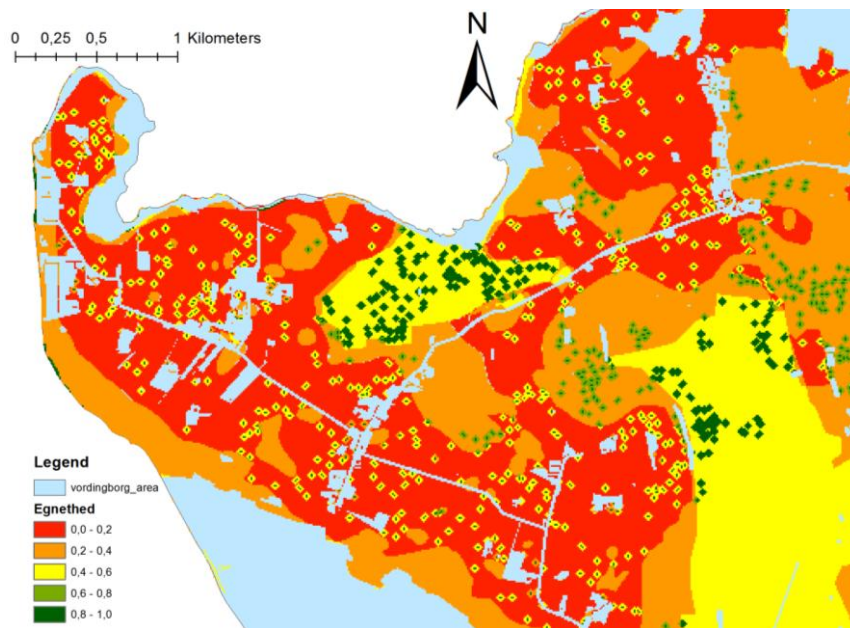 N
0 0,25 0,5 1 Kilometers
Legend
vordingborg_area
Egnethed
0,0 - 0,2
0,2 - 0,4
0,4 - 0,6
0,6 - 0,8
0,8 - 1,0